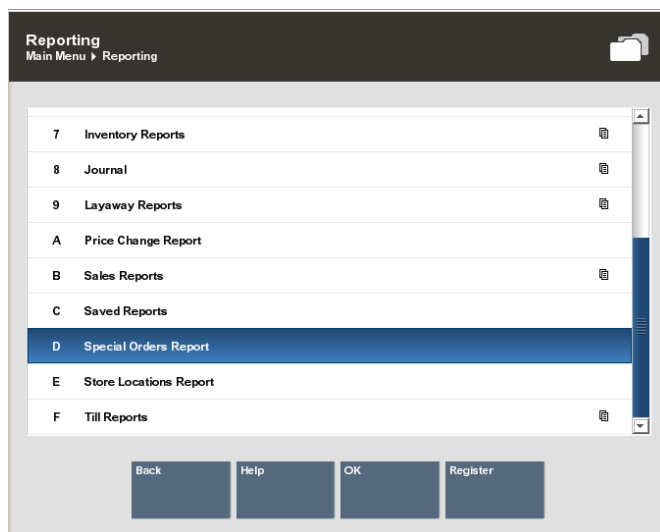 Reporting
Main Menu Reporting
7 Inventory Reports
8 Journal
9 Layaway Reports
A Price Change Report
B Sales Reports
C Saved Reports
D Special Orders Report
E Store Locations Report
F Till Reports
Back Help OK Register